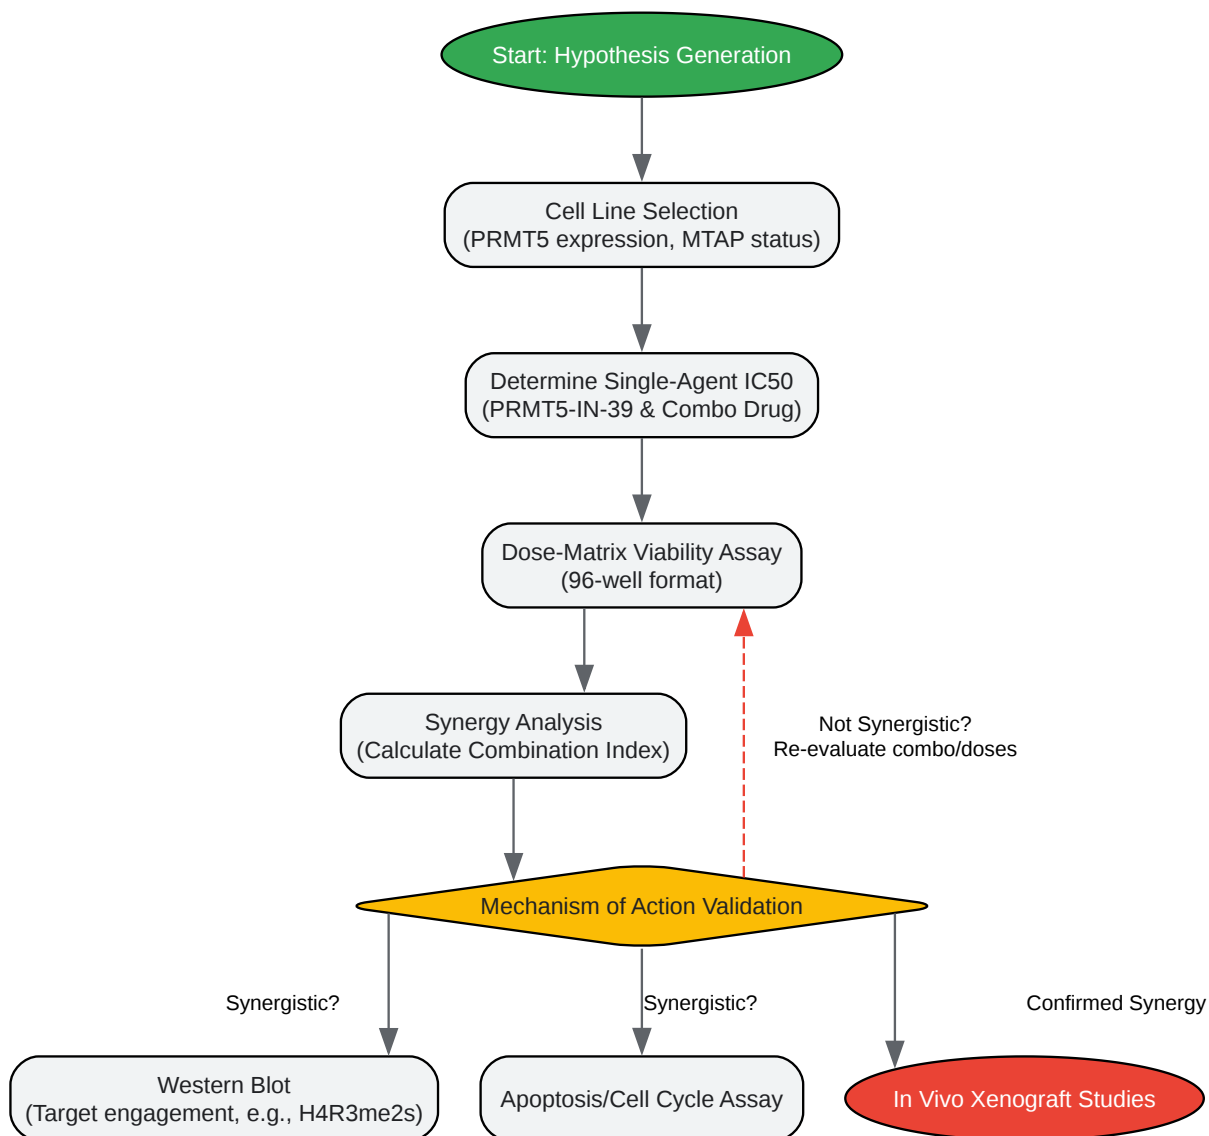 Start: Hypothesis Generation
Cell Line Selection
(PRMT5 expression, MTAP status)
Determine Single-Agent IC50
(PRMT5-IN-39 & Combo Drug)
Dose-Matrix Viability Assay
(96-well format)
Synergy Analysis
(Calculate Combination Index)
Not Synergistic?
Re-evaluate combo/doses
Mechanism of Action Validation
Synergistic?
Synergistic?
Confirmed Synergy
Western Blot
(Target engagement, e.g., H4R3me2s)
Apoptosis/Cell Cycle Assay
In Vivo Xenograft Studies